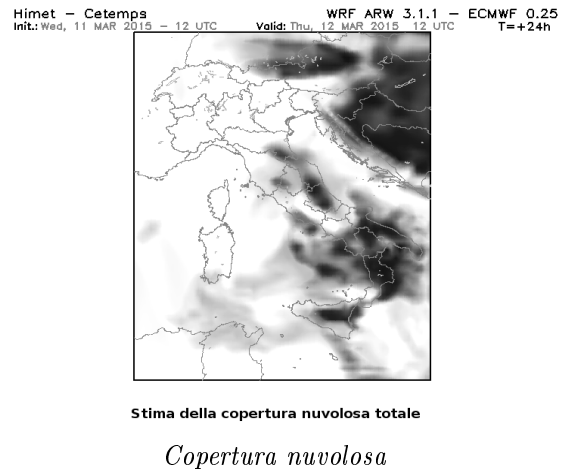 Himet – Cetemps WRF ARW 3.1.1 – ECMWF 0.25
Init.: Wed, 11 MAR 2015 – 12 UTC Valid: Thu, 12 MAR 2015 12 UTC T=+24h
Stima della copertura nuvolosa totale
Copertura nuvolosa